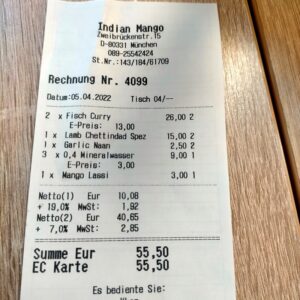 Indian Mango
Zweibrückenstr.15
D-80331 München
089-25542424
St.Nr.:143/184/61709
Rechnung Nr. 4099
Datum:05.04.2022 Tisch 04/--
2 x Fisch Curry 26,00 2
E-Preis: 13,00
1 x Lamb Chettindad Spez 15,00 2
1 x Garlic Naan 2,50 2
3 x 0,4 Mineralwasser 9,00 1
E-Preis: 3,00
1 x Mango Lassi 3,00 1
Netto(1) Eur 10,08
+ 19,0% MwSt: 1,92
Netto(2) Eur 40,65
+ 7,0% MwSt: 2,85
Summe Eur 55,50
EC Karte 55,50
Es bediente Sie: